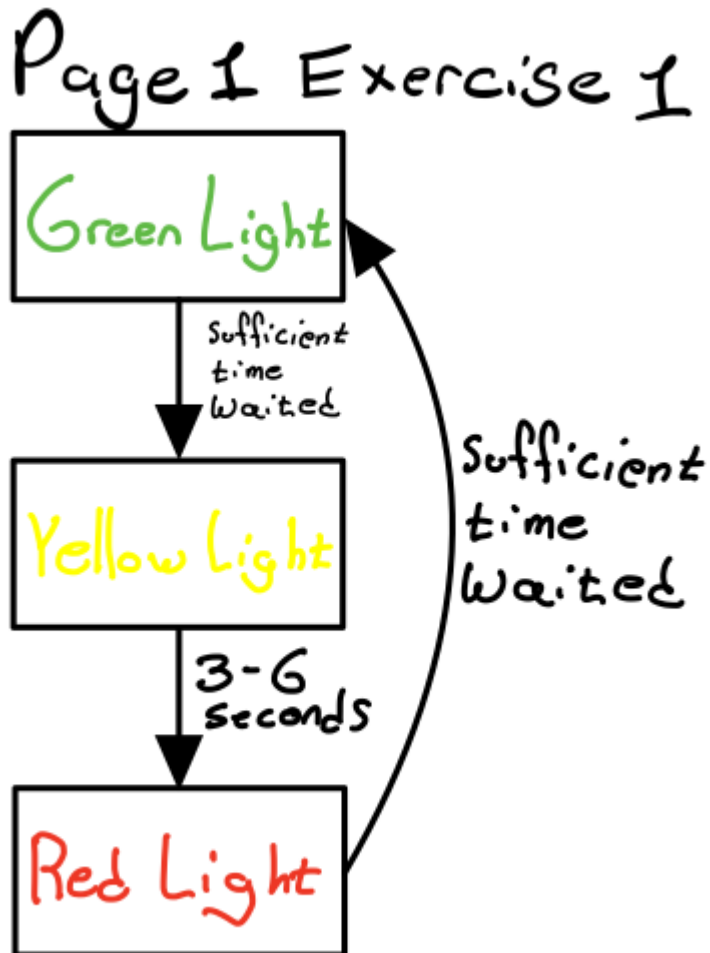 Page 1 Exercise 1
Green Light
Sufficient
time
waited
Yellow Light
3-6
seconds
Red Light
Sufficient
time
waited